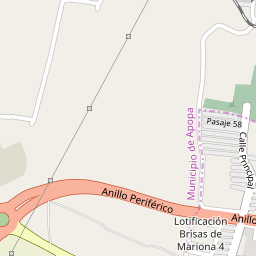 Pasaje 58
Municipio de Apopa
Calle Principal
Anillo Periférico
Anillo
Lotificación
Brisas de
Mariona 4